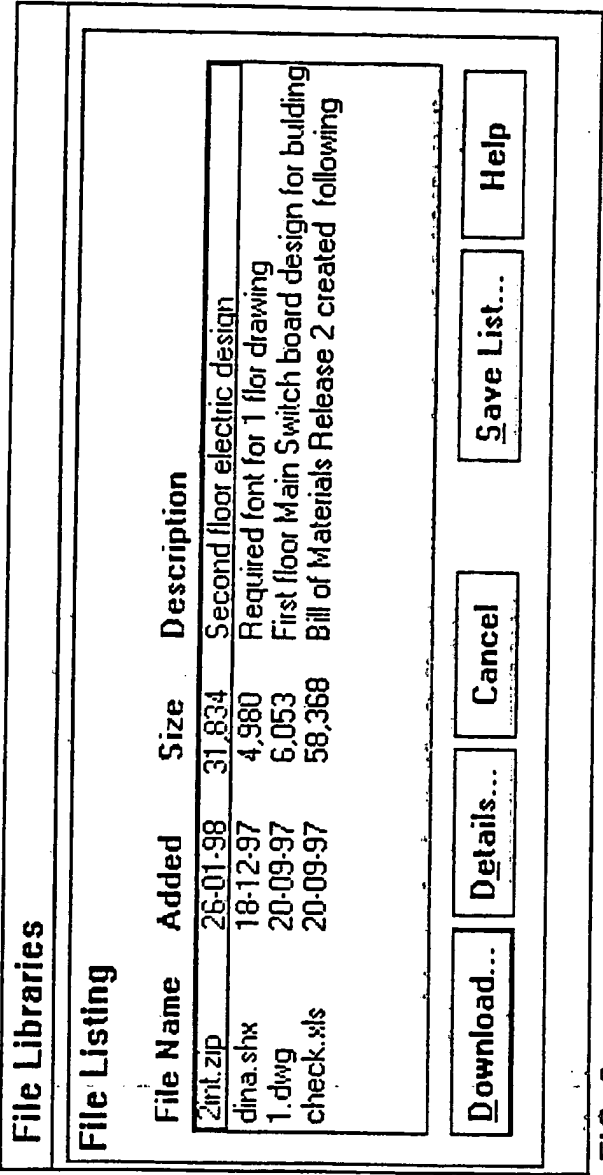 File Libraries
File Listing
File Name Added Size Description
2int.zip 26-01-98 31,834 Second floor electric design
dina.shx 18-12-97 4,980 Required font for 1 flor drawing
1.dwg 20-09-97 6,053 First floor Main Switch board design for bulding
check.xls 20-09-97 58,368 Bill of Materials Release 2 created following
Download... Details... Cancel Save List... Help